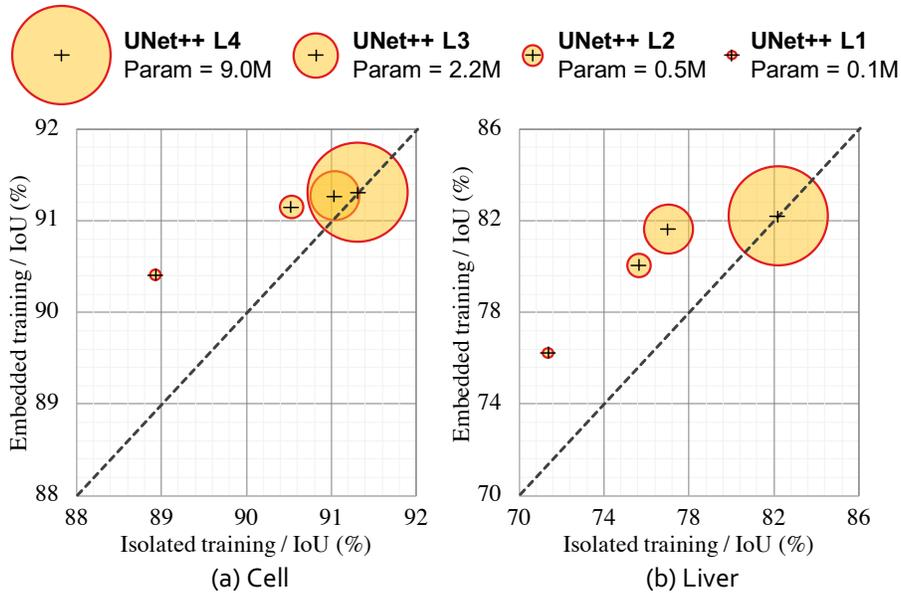 UNet++ L4 UNet++ L3 UNet++ L2 UNet++ L1
Param = 9.0M Param = 2.2M Param = 0.5M Param = 0.1M
Embedded training / IoU (%)
92
91
90
89
88
88 89 90 91 92
Isolated training / IoU (%)
(a) Cell
Embedded training / IoU (%)
86
82
78
74
70
70 74 78 82 86
Isolated training / IoU (%)
(b) Liver